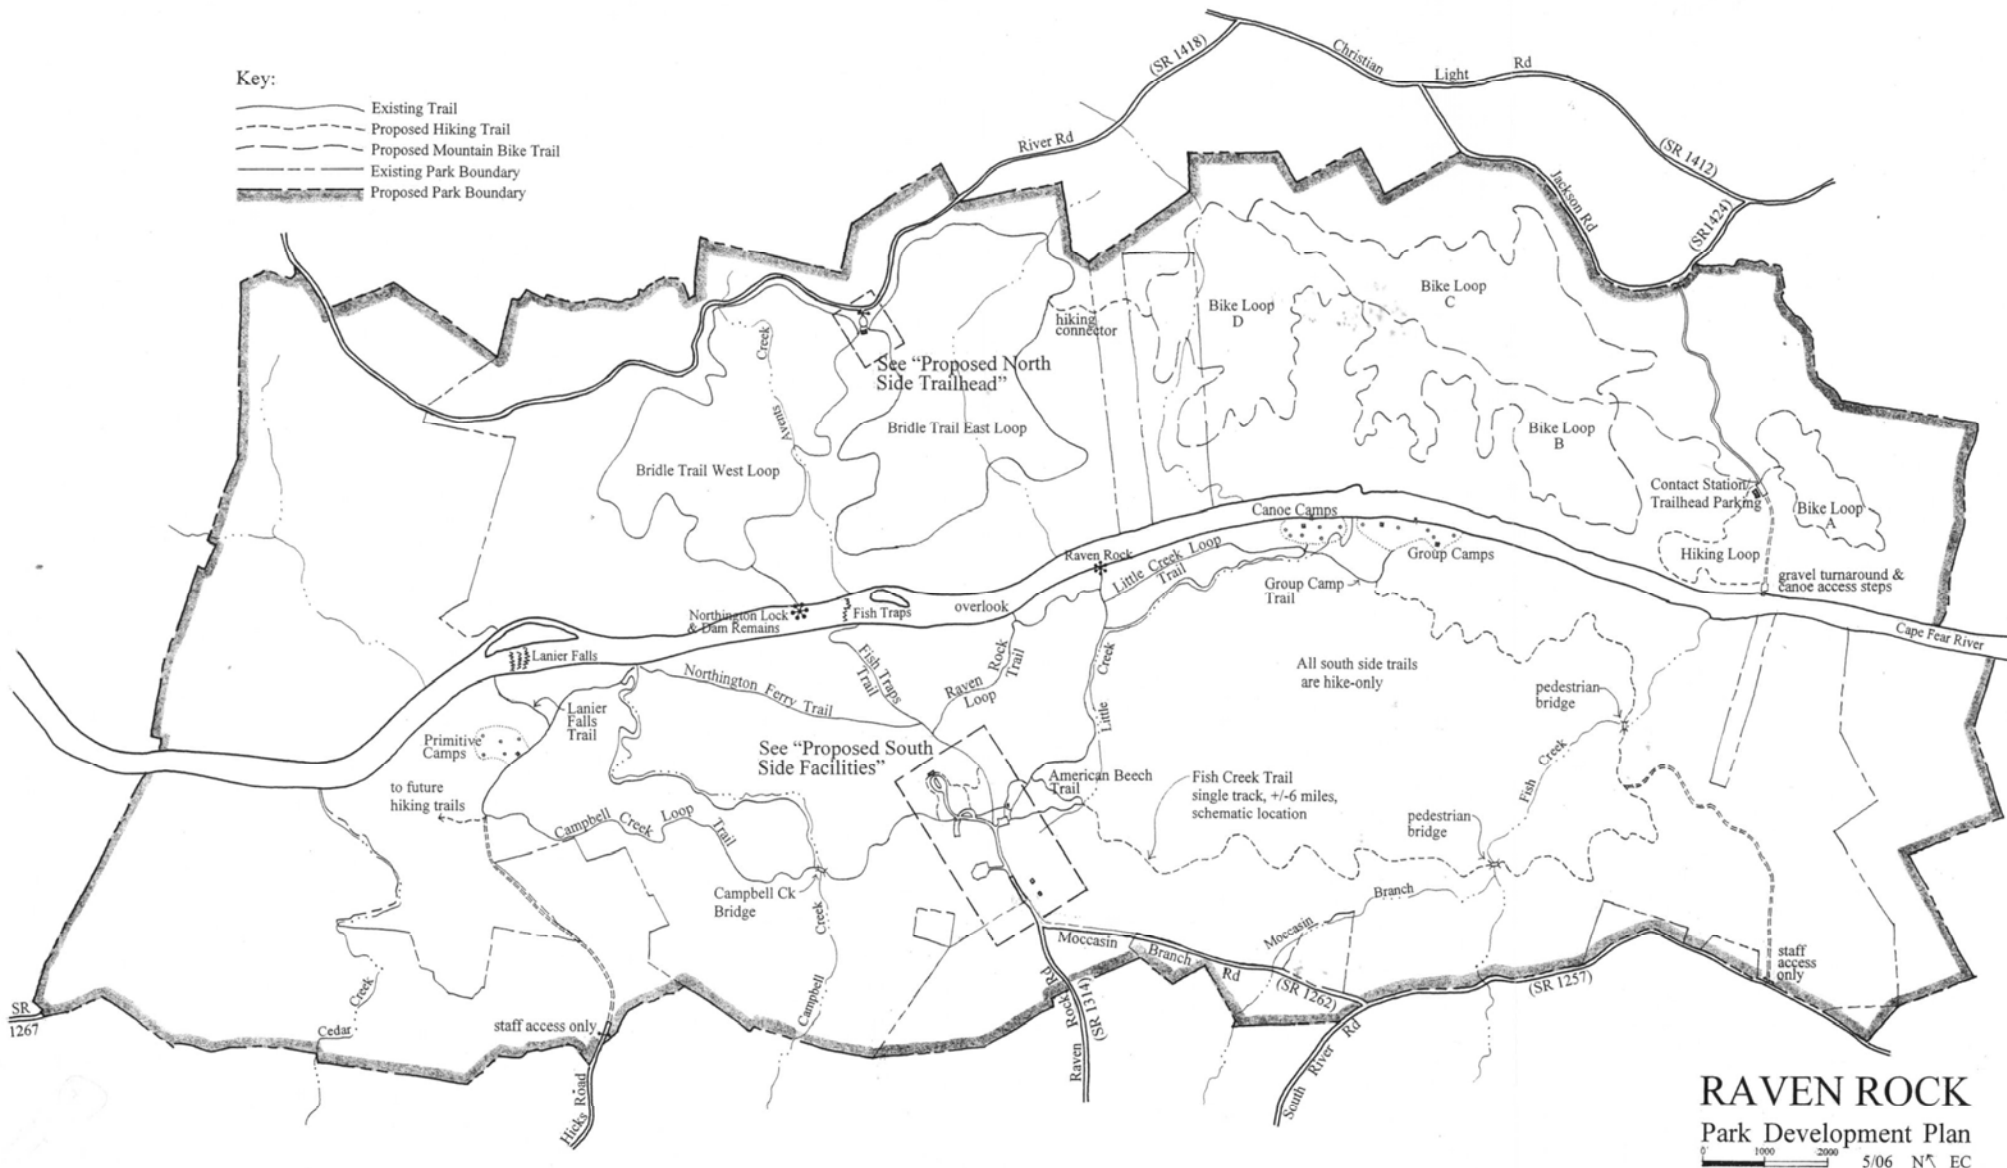 Key:
Existing Trail
Proposed Hiking Trail
Proposed Mountain Bike Trail
Existing Park Boundary
Proposed Park Boundary
Christian Light Rd
(SR 1418)
River Rd
(SR 1412)
Jackson Rd
(SR1424)
hiking
connector
Bike Loop
D
Bike Loop
C
Creek
Avents
See “Proposed North
Side Trailhead”
Bridle Trail East Loop
Bike Loop
B
Bridle Trail West Loop
Contact Station/
Trailhead Parking
Bike Loop
A
Canoe Camps
Raven Rock
Little Creek Loop
Trail
Group Camps
Hiking Loop
Group Camp
Trail
gravel turnaround &
canoe access steps
Northington Lock
& Dam Remains
Fish Traps
overlook
Cape Fear River
Lanier Falls
Fish Traps
Trail
Raven Rock
Loop Trail
Creek
Little
All south side trails
are hike-only
Northington Ferry Trail
pedestrian
bridge
Lanier
Falls
Trail
Primitive
Camps
See “Proposed South
Side Facilities”
Fish Creek
American Beech
Trail
Fish Creek Trail
single track, +/-6 miles,
schematic location
to future
hiking trails
Campbell Creek Loop Trail
pedestrian
bridge
Campbell Ck
Bridge
Creek
Campbell
Moccasin Branch
Moccasin Branch Rd
(SR 1262)
staff
access
only
(SR 1257)
Creek
Cedar
SR
1267
staff access only
Raven Rock Rd
(SR 1314)
South River Rd
Hicks Road
RAVEN ROCK
Park Development Plan
0 1000 2000
5/06 N EC